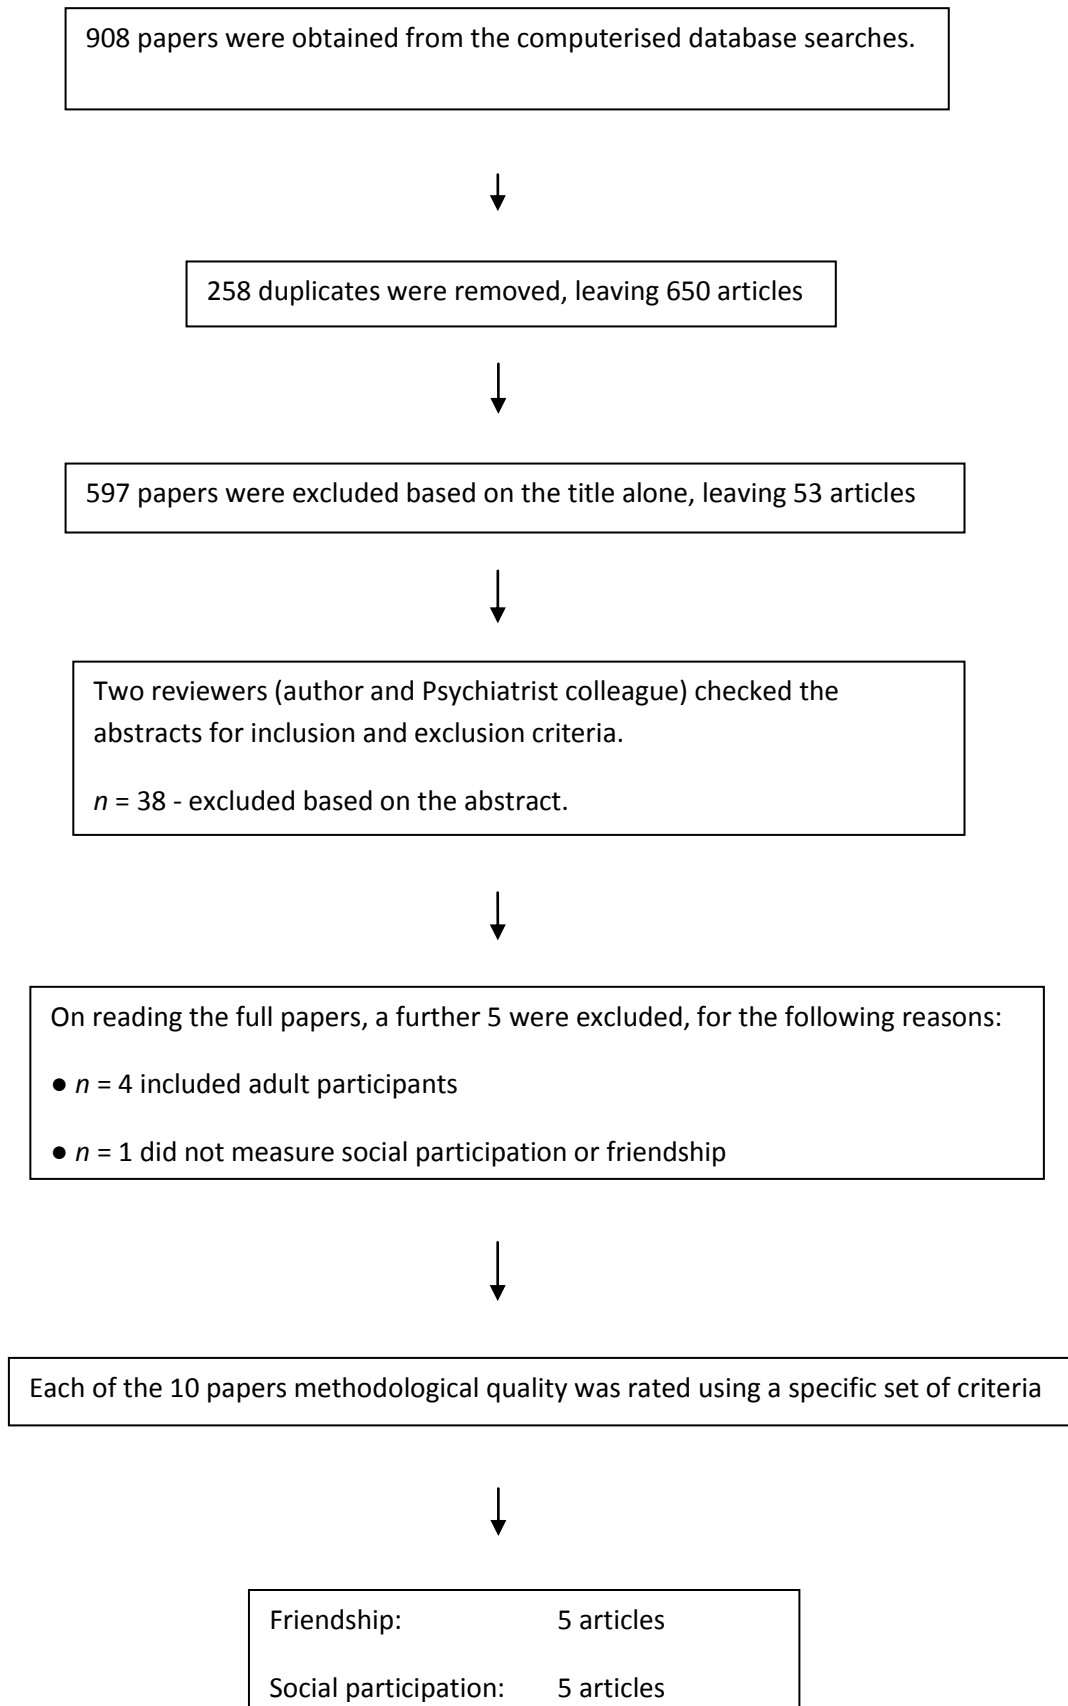 908 papers were obtained from the computerised database searches.
258 duplicates were removed, leaving 650 articles
597 papers were excluded based on the title alone, leaving 53 articles
Two reviewers (author and Psychiatrist colleague) checked the
abstracts for inclusion and exclusion criteria.
n = 38 - excluded based on the abstract.
On reading the full papers, a further 5 were excluded, for the following reasons:
● n = 4 included adult participants
● n = 1 did not measure social participation or friendship
Each of the 10 papers methodological quality was rated using a specific set of criteria
Friendship: 5 articles
Social participation: 5 articles